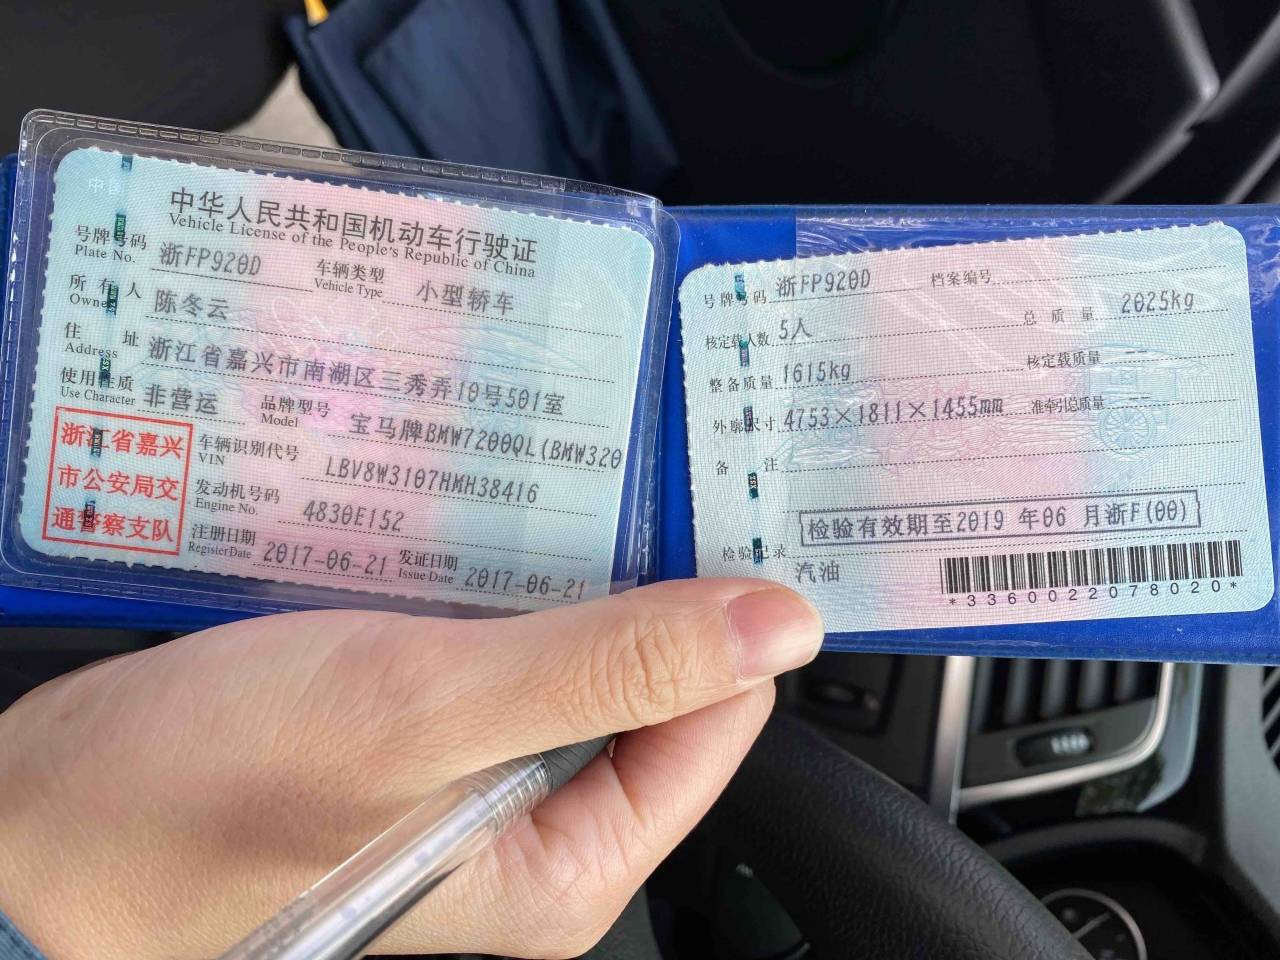 中国
中华人民共和国机动车行驶证
Vehicle License of the People's Republic of China
号牌号码 浙FP920D 车辆类型 小型轿车
Plate No. Vehicle Type
所有人 陈冬云
Owner
住址 浙江省嘉兴市南湖区三秀弄10号501室
Address
使用性质 非营运 品牌型号 宝马牌BMW7200QL(BMW320
Use Character Model
浙江省嘉兴
市公安局交
通警察支队
车辆识别代号 LBV8W3107HMH38416
VIN
发动机号码 4830E152
Engine No.
注册日期 2017-06-21 发证日期 2017-06-21
Register Date Issue Date
号牌号码 浙FP920D 档案编号
核定载人数 5人 总质量 2025kg
整备质量 1615kg 核定载质量 --
外廓尺寸 4753×1811×1455mm 准牵引总质量 --
备注
检验有效期至2019 年06 月浙F(00)
检验记录
汽油
*3360022078020*